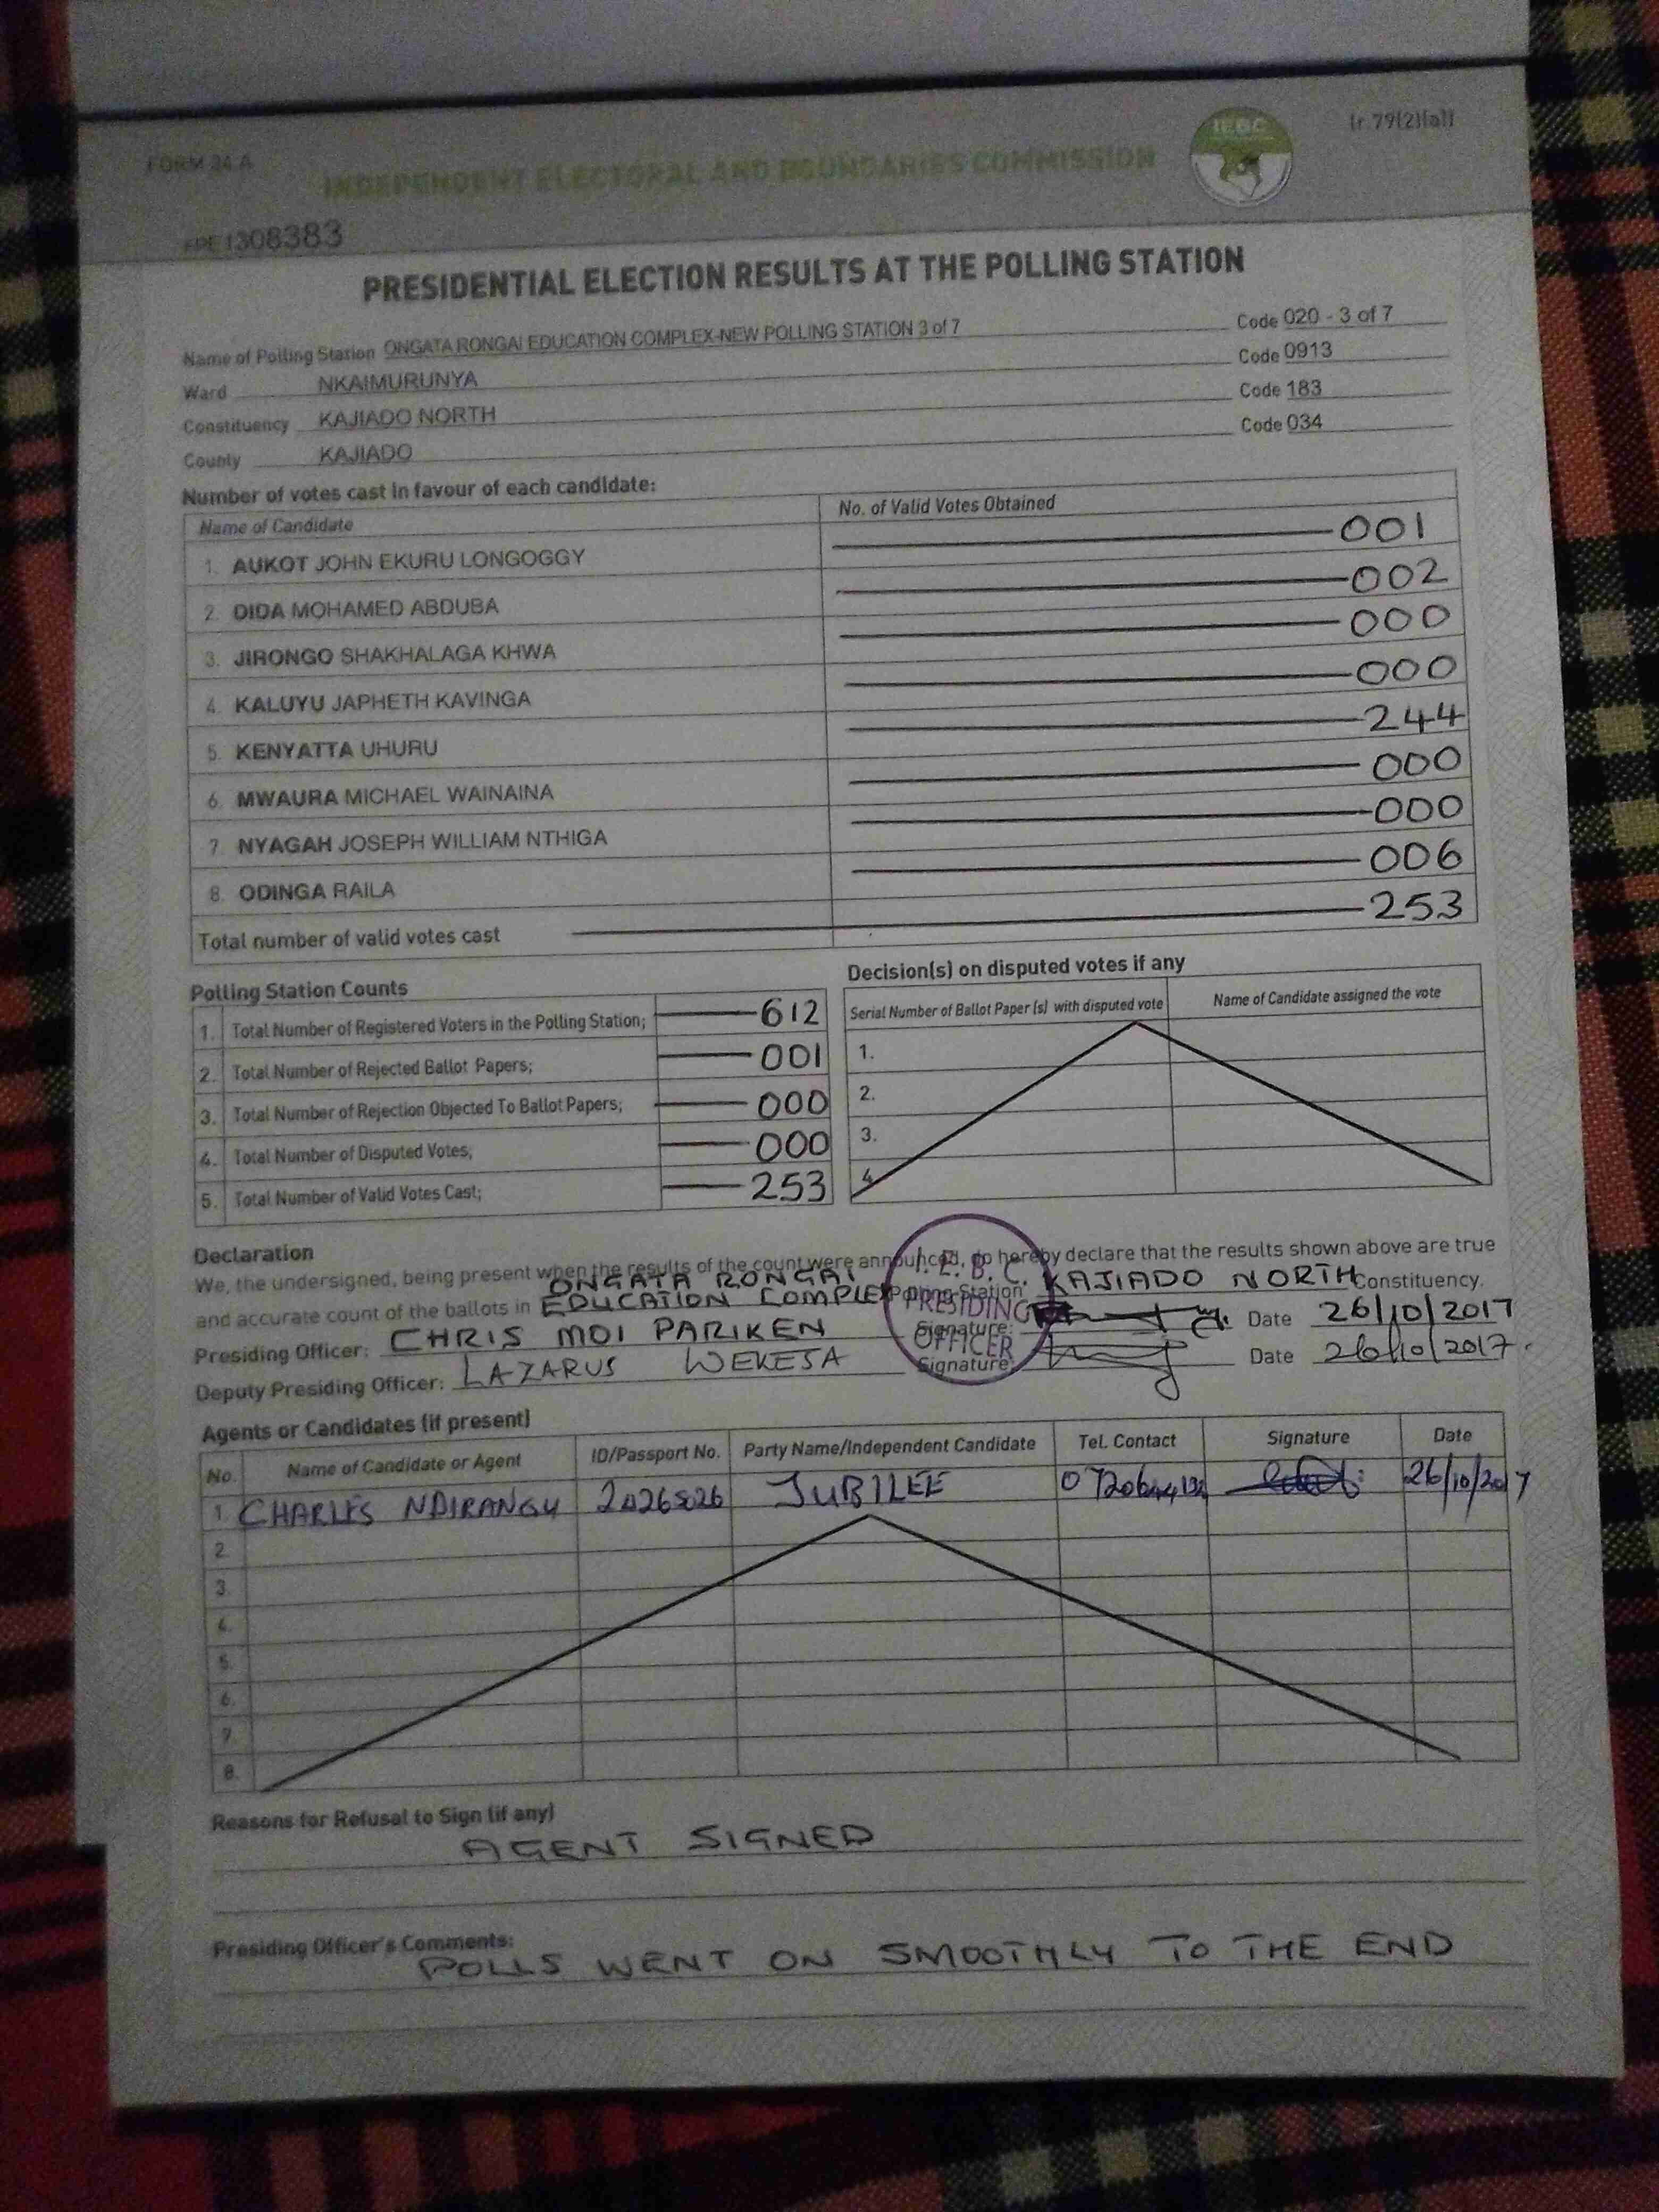 FORM 34 A
INDEPENDENT ELECTORAL AND BOUNDARIES COMMISSION
IEBC
(r. 79(2)(a))
1308383
PRESIDENTIAL ELECTION RESULTS AT THE POLLING STATION
Name of Polling Station ONGATA RONGAI EDUCATION COMPLEX-NEW POLLING STATION 3 of 7 Code 020 - 3 of 7
Ward NKAIMURUNYA Code 0913
Constituency KAJIADO NORTH Code 183
County KAJIADO Code 034
Number of votes cast in favour of each candidate:
Name of Candidate No. of Valid Votes Obtained
1. AUKOT JOHN EKURU LONGOGGY 001
2. DIDA MOHAMED ABDUBA 002
3. JIRONGO SHAKHALAGA KHWA 000
4. KALUYU JAPHETH KAVINGA 000
5. KENYATTA UHURU 244
6. MWAURA MICHAEL WAINAINA 000
7. NYAGAH JOSEPH WILLIAM NTHIGA 000
8. ODINGA RAILA 006
Total number of valid votes cast 253
Polling Station Counts
1. Total Number of Registered Voters in the Polling Station; 612
2. Total Number of Rejected Ballot Papers; 001
3. Total Number of Rejection Objected To Ballot Papers; 000
4. Total Number of Disputed Votes; 000
5. Total Number of Valid Votes Cast; 253
Decision(s) on disputed votes if any
Serial Number of Ballot Paper (s) with disputed vote Name of Candidate assigned the vote
1.
2.
3.
4.
Declaration
We, the undersigned, being present when the results of the count were announced, do hereby declare that the results shown above are true
and accurate count of the ballots in ONGATA RONGAI EDUCATION COMPLEX Polling Station KAJIADO NORTH Constituency.
Presiding Officer: CHRIS MOI PARIKEN Signature: Date 26/10/2017
Deputy Presiding Officer: LAZARUS WEKESA Signature: Date 26/10/2017.
I. E. B. C.
PRESIDING
OFFICER
Agents or Candidates (if present)
No. Name of Candidate or Agent ID/Passport No. Party Name/Independent Candidate Tel. Contact Signature Date
1 CHARLES NDIRANGU JUBILEE 26/10/2017
2.
3.
4.
5.
6.
7.
8.
Reasons for Refusal to Sign (if any)
AGENT SIGNED
Presiding Officer's Comments:
POLLS WENT ON SMOOTHLY TO THE END